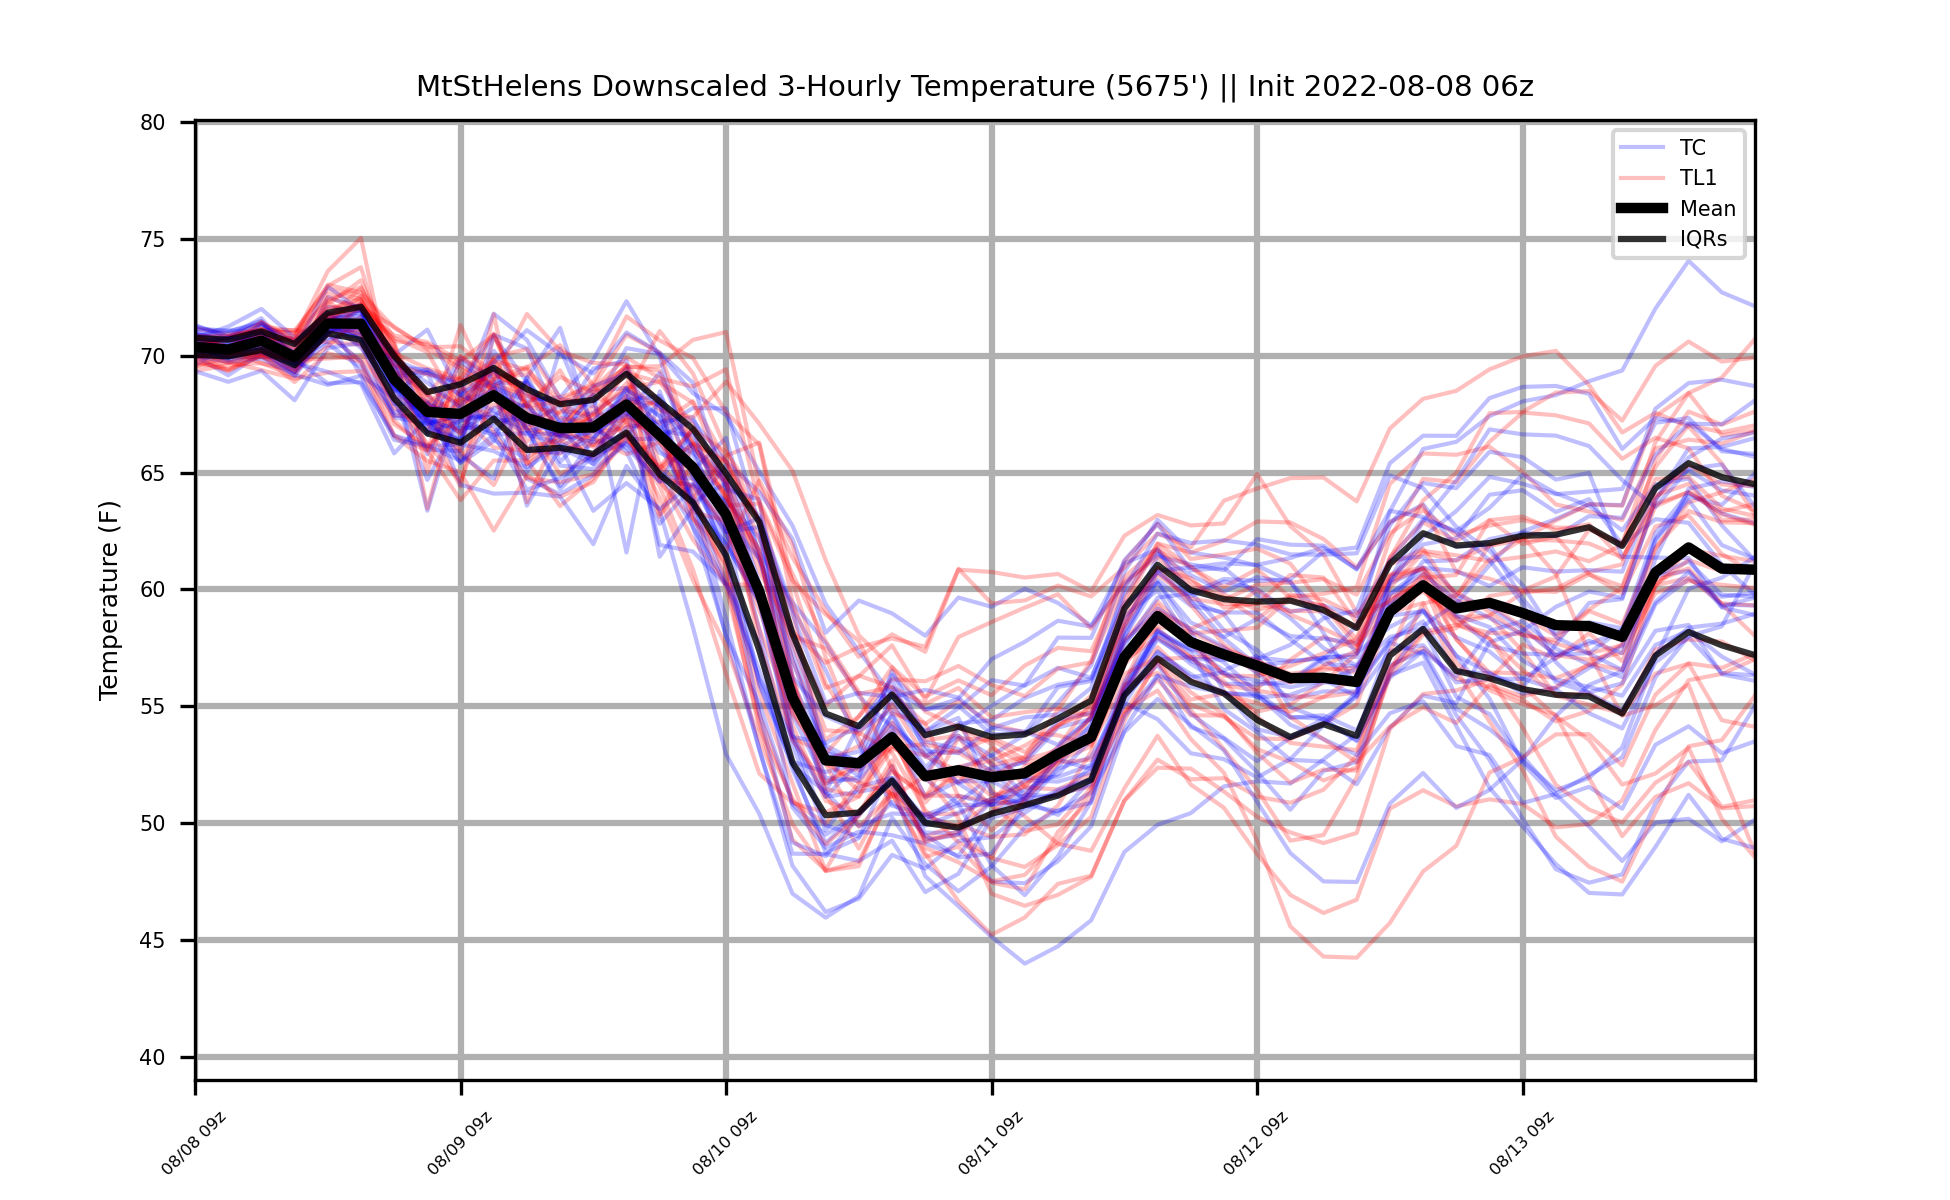 MtStHelens Downscaled 3-Hourly Temperature (5675') || Init 2022-08-08 06z
TC
TL1
Mean
IQRs
Temperature (F)
80
75
70
65
60
55
50
45
40
08/08 09z
08/09 09z
08/10 09z
08/11 09z
08/12 09z
08/13 09z